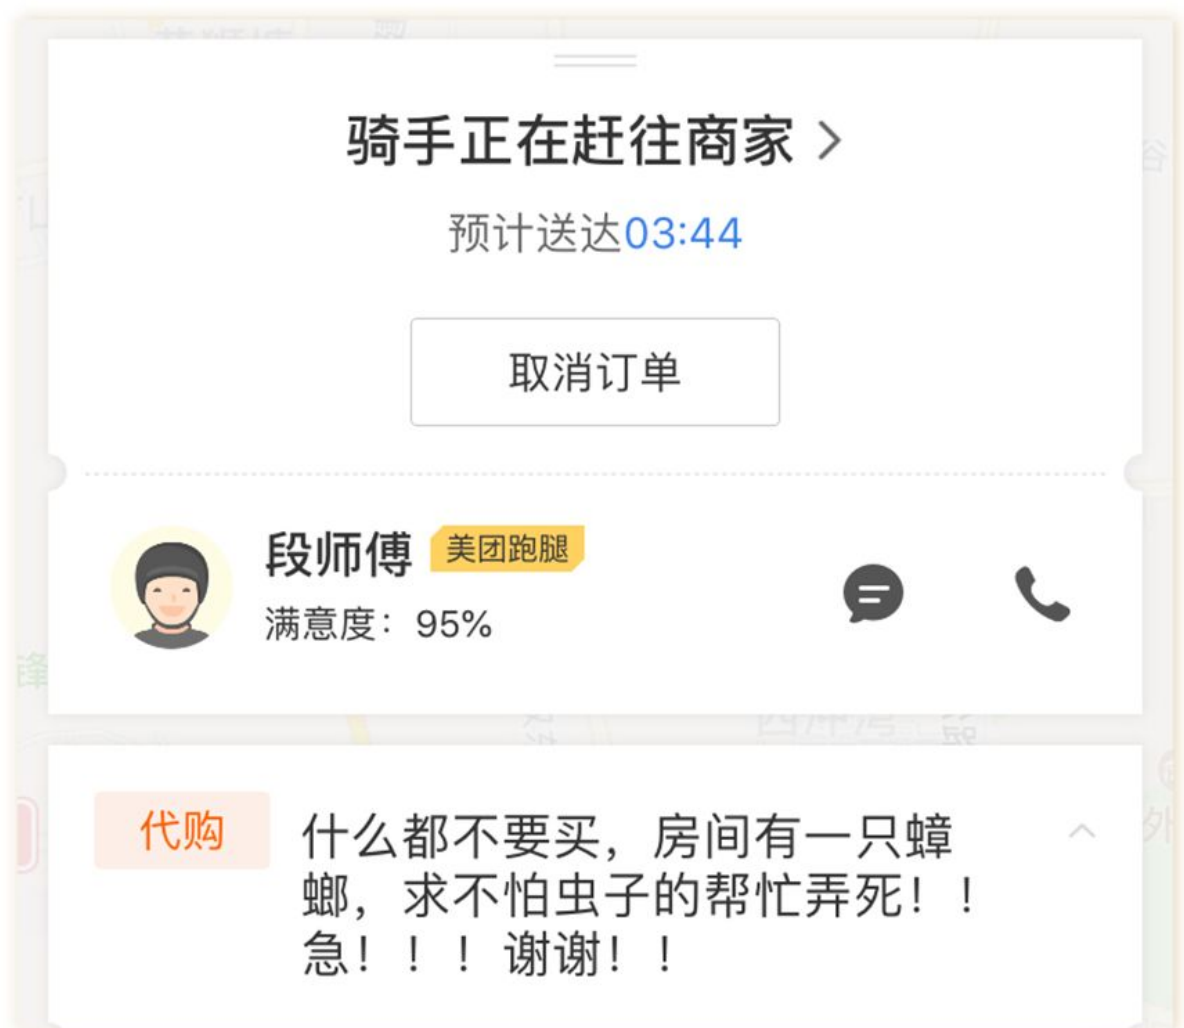 骑手正在赶往商家
预计送达03:44
取消订单
段师傅 美团跑腿
满意度：95%
代购
什么都不要买，房间有一只蟑
螂，求不怕虫子的帮忙弄死！！
急！！！谢谢！！
锋
谷
外